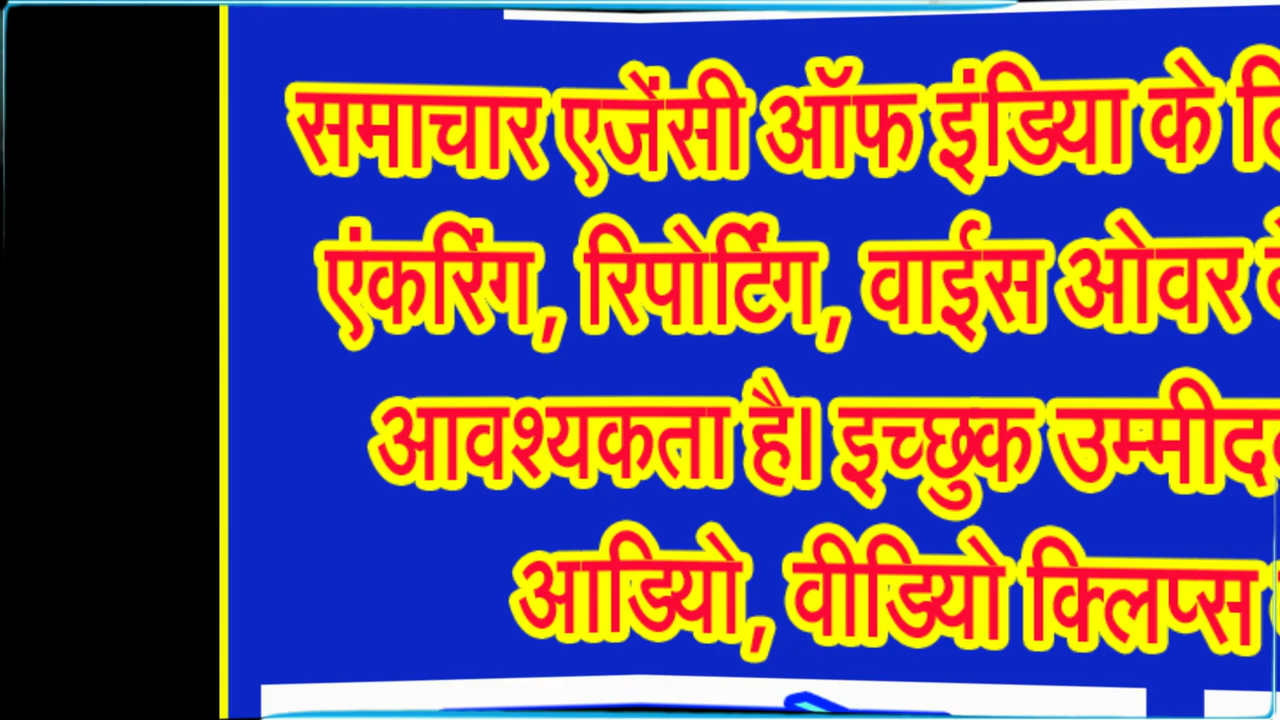 समाचार एजेंसी ऑफ इंडिया के
एंकरिंग, रिपोर्टिंग, वाईस ओवर
आवश्यकता है। इच्छुक
आडियो, वीडियो क्लिप्स